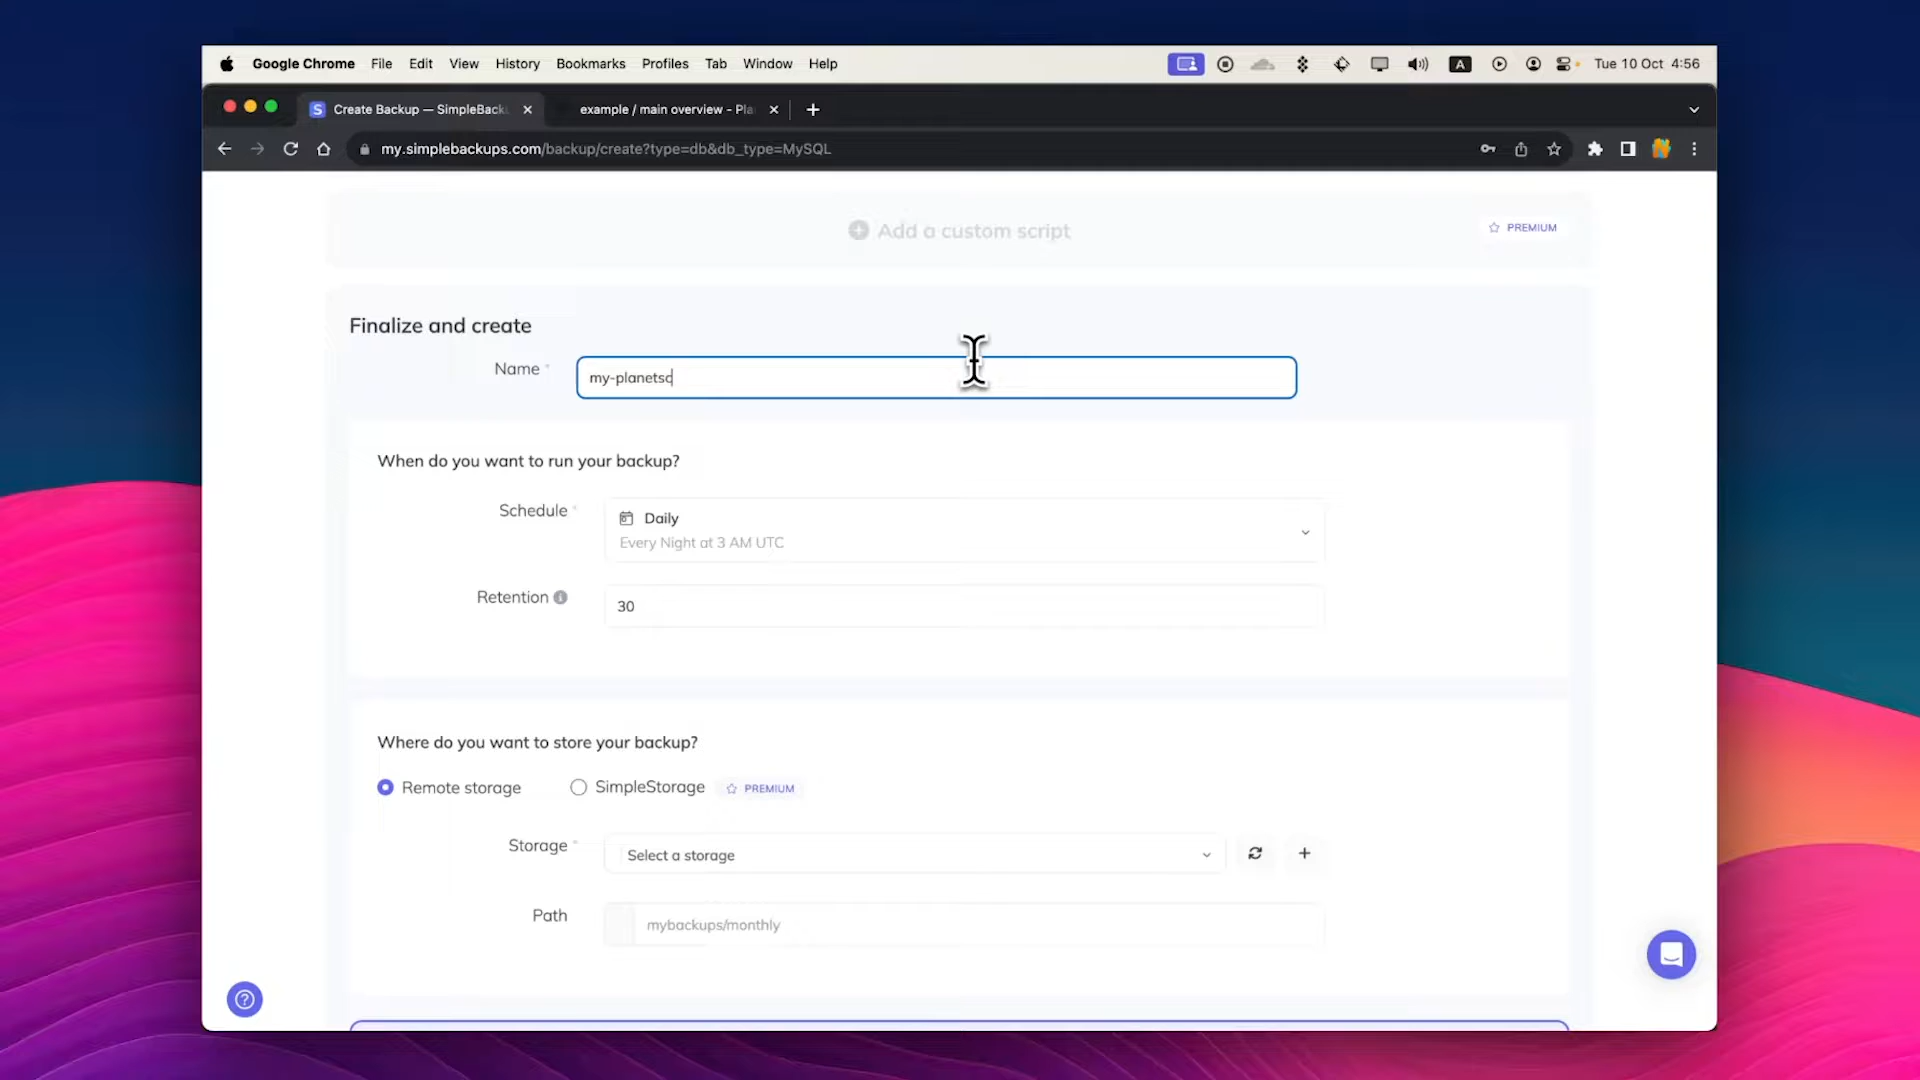 Google Chrome File Edit View History Bookmarks Profiles Tab Window Help A Tue 10 Oct 4:56
S Create Backup — SimpleBack example / main overview - Pla
my.simplebackups.com/backup/create?type=db&db_type=MySQL
Add a custom script PREMIUM
Finalize and create
Name * my-planetsc
When do you want to run your backup?
Schedule * Daily
Every Night at 3 AM UTC
Retention 30
Where do you want to store your backup?
Remote storage SimpleStorage PREMIUM
Storage * Select a storage
Path mybackups/monthly